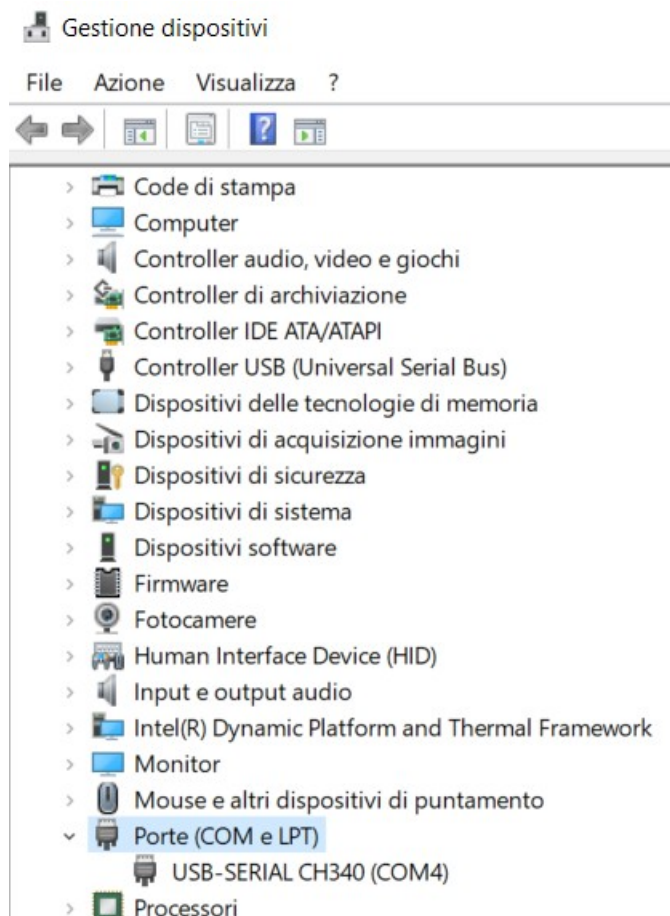 Gestione dispositivi
File Azione Visualizza ?
Code di stampa
Computer
Controller audio, video e giochi
Controller di archiviazione
Controller IDE ATA/ATAPI
Controller USB (Universal Serial Bus)
Dispositivi delle tecnologie di memoria
Dispositivi di acquisizione immagini
Dispositivi di sicurezza
Dispositivi di sistema
Dispositivi software
Firmware
Fotocamere
Human Interface Device (HID)
Input e output audio
Intel(R) Dynamic Platform and Thermal Framework
Monitor
Mouse e altri dispositivi di puntamento
Porte (COM e LPT)
USB-SERIAL CH340 (COM4)
Processori